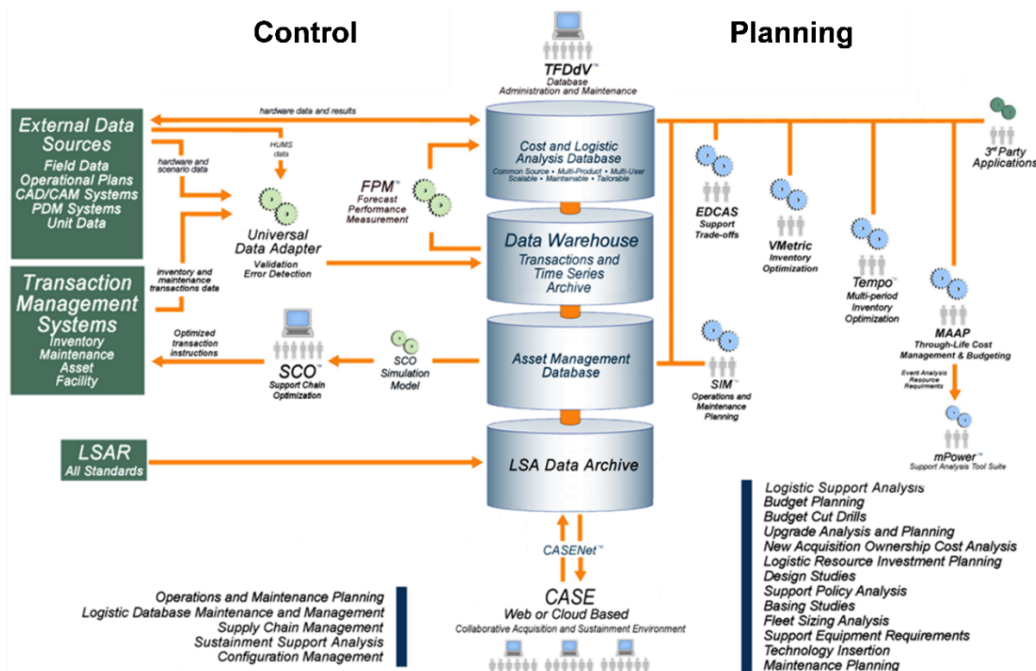 Control
Planning
TFDdV™
Database
Administration and Maintenance
External Data
Sources
Field Data
Operational Plans
CAD/CAM Systems
PDM Systems
Unit Data
hardware data and results
HUMS
data
hardware and
scenario data
Universal
Data Adapter
Validation
Error Detection
FPM™
Forecast
Performance
Measurement
Cost and Logistic
Analysis Database
Common Source • Multi-Product • Multi-User
Scalable • Maintainable • Tailorable
Data Warehouse
Transactions and
Time Series
Archive
Asset Management
Database
LSA Data Archive
Transaction
Management
Systems
Inventory
Maintenance
Asset
Facility
inventory and
maintenance
transactions data
Optimized
transaction
instructions
SCO™
Support Chain
Optimization
SCO
Simulation
Model
LSAR
All Standards
EDCAS
Support
Trade-offs
VMetric
Inventory
Optimization
Tempo™
Multi-period
Inventory
Optimization
3rd Party
Applications
MAAP
Through-Life Cost
Management & Budgeting
Event Analysis
Resource
Requirments
mPower™
Support Analysis Tool Suite
SIM™
Operations and
Maintenance
Planning
CASENet™
CASE
Web or Cloud Based
Collaborative Acquisition and Sustainment Environment
Operations and Maintenance Planning
Logistic Database Maintenance and Management
Supply Chain Management
Sustainment Support Analysis
Configuration Management
Logistic Support Analysis
Budget Planning
Budget Cut Drills
Upgrade Analysis and Planning
New Acquisition Ownership Cost Analysis
Logistic Resource Investment Planning
Design Studies
Support Policy Analysis
Basing Studies
Fleet Sizing Analysis
Support Equipment Requirements
Technology Insertion
Maintenance Planning